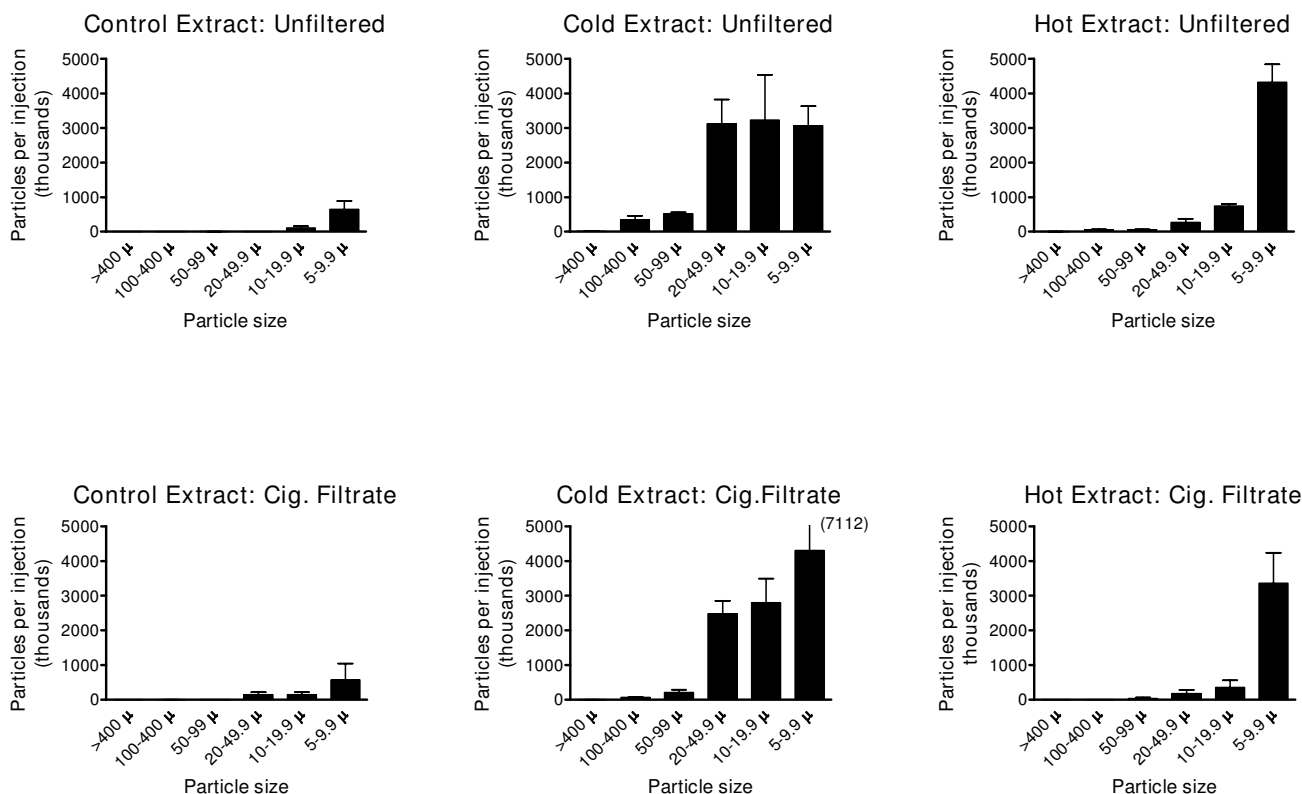 Control Extract: Unfiltered
Particles per injection
(thousands)
5000
4000
3000
2000
1000
0
>400 µ
100-400 µ
50-99 µ
20-49.9 µ
10-19.9 µ
5-9.9 µ
Particle size
Cold Extract: Unfiltered
Particles per injection
(thousands)
5000
4000
3000
2000
1000
0
>400 µ
100-400 µ
50-99 µ
20-49.9 µ
10-19.9 µ
5-9.9 µ
Particle size
Hot Extract: Unfiltered
Particles per injection
(thousands)
5000
4000
3000
2000
1000
0
>400 µ
100-400 µ
50-99 µ
20-49.9 µ
10-19.9 µ
5-9.9 µ
Particle size
Control Extract: Cig. Filtrate
Particles per injection
(thousands)
5000
4000
3000
2000
1000
0
>400 µ
100-400 µ
50-99 µ
20-49.9 µ
10-19.9 µ
5-9.9 µ
Particle size
Cold Extract: Cig.Filtrate
(7112)
Particles per injection
(thousands)
5000
4000
3000
2000
1000
0
>400 µ
100-400 µ
50-99 µ
20-49.9 µ
10-19.9 µ
5-9.9 µ
Particle size
Hot Extract: Cig. Filtrate
Particles per injection
thousands)
5000
4000
3000
2000
1000
0
>400 µ
100-400 µ
50-99 µ
20-49.9 µ
10-19.9 µ
5-9.9 µ
Particle size